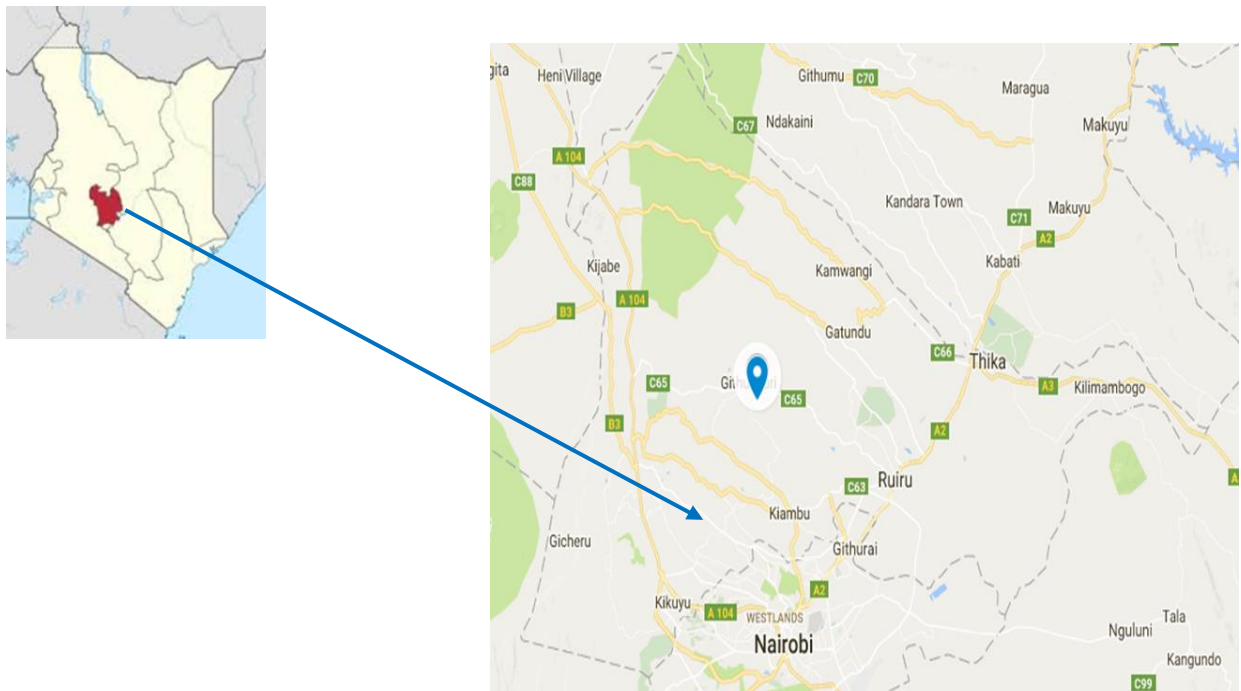 gita
Heni Village
Githumu
C70
Maragua
C67
Ndakaini
Makuyu
A 104
C88
Kandara Town
C71
Makuyu
A2
Kabati
Kijabe
Kamwangi
A 104
B3
Gatundu
C66
Thika
C65
C65
A3
Kilimambogo
B3
A2
C63
Ruiru
Kiambu
Gicheru
Githurai
A2
Kikuyu
A 104
WESTLANDS
Nairobi
Tala
Nguluni
Kangundo
C99